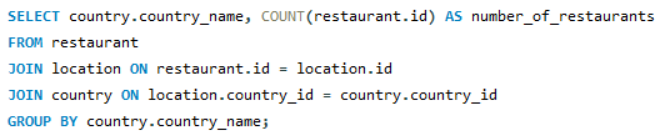 SELECT country.country_name, COUNT(restaurant.id) AS number_of_restaurants
FROM restaurant
JOIN location ON restaurant.id = location.id
JOIN country ON location.country_id = country.country_id
GROUP BY country.country_name;